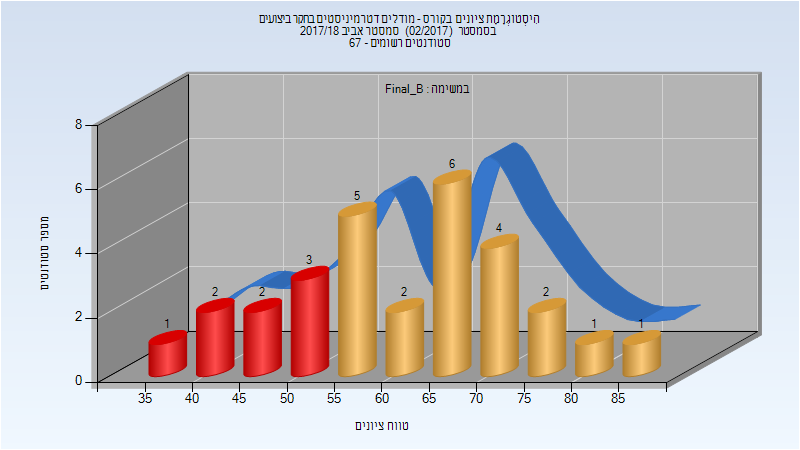 היסטוגרמת ציונים בקורס - מודלים דטרמיניסטים בחקר ביצועים
בסמסטר (02/2017) סמסטר אביב 2017/18
סטודנטים רשומים - 67
במשימה : Final_B
מספר סטודנטים
8
6
4
2
0
1
2
2
3
5
2
6
4
2
1
1
35 40 45 50 55 60 65 70 75 80 85
טווח ציונים